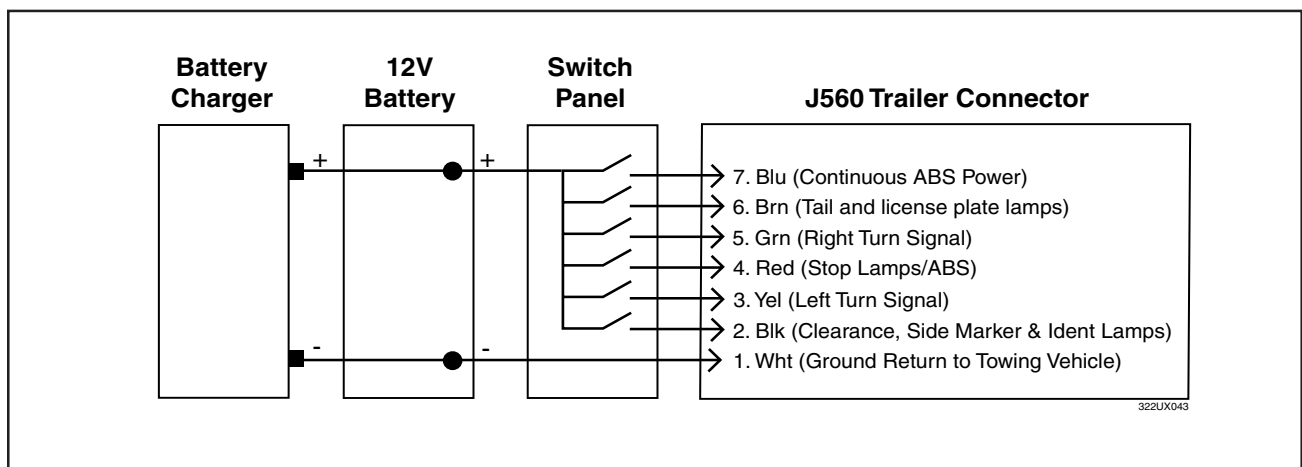 Battery
Charger
12V
Battery
Switch
Panel
J560 Trailer Connector
+
+
7. Blu (Continuous ABS Power)
6. Brn (Tail and license plate lamps)
5. Grn (Right Turn Signal)
4. Red (Stop Lamps/ABS)
3. Yel (Left Turn Signal)
2. Blk (Clearance, Side Marker & Ident Lamps)
-
-
1. Wht (Ground Return to Towing Vehicle)
322UX043